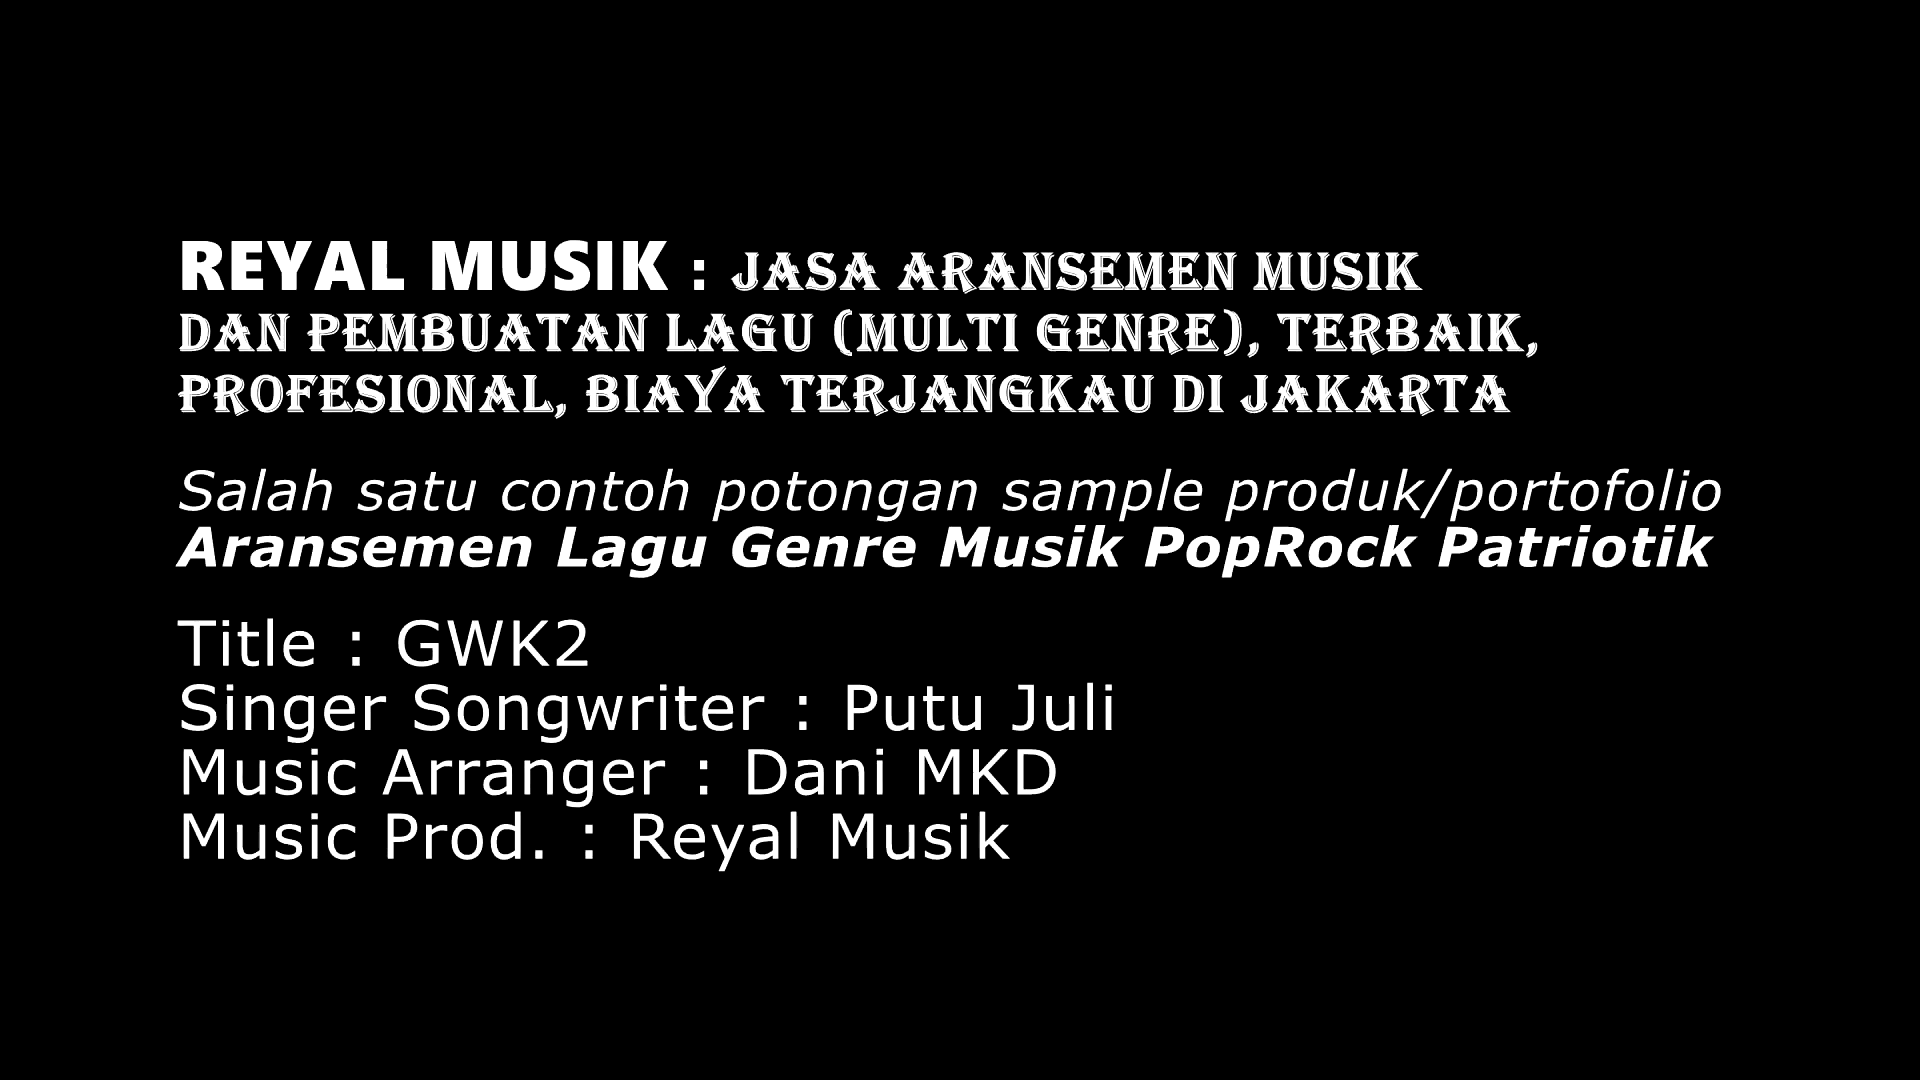 REYAL MUSIK : JASA ARANSEMEN MUSIK
DAN PEMBUATAN LAGU (MULTI GENRE), TERBAIK,
PROFESIONAL, BIAYA TERJANGKAU DI JAKARTA
Salah satu contoh potongan sample produk/portofolio
Aransemen Lagu Genre Musik PopRock Patriotik
Title : GWK2
Singer Songwriter : Putu Juli
Music Arranger : Dani MKD
Music Prod. : Reyal Musik